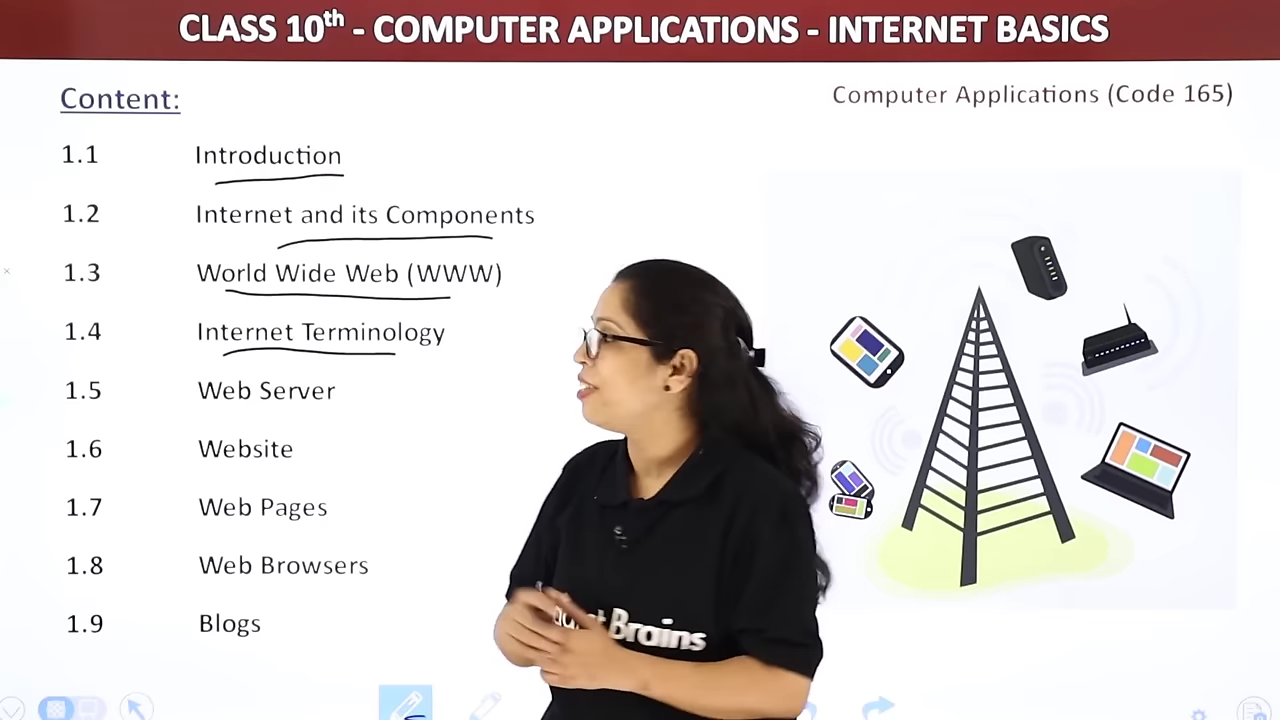 CLASS 10th - COMPUTER APPLICATIONS - INTERNET BASICS
Content:
Computer Applications (Code 165)
1.1 Introduction
1.2 Internet and its Components
1.3 World Wide Web (WWW)
1.4 Internet Terminology
1.5 Web Server
1.6 Website
1.7 Web Pages
1.8 Web Browsers
1.9 Blogs
Brains